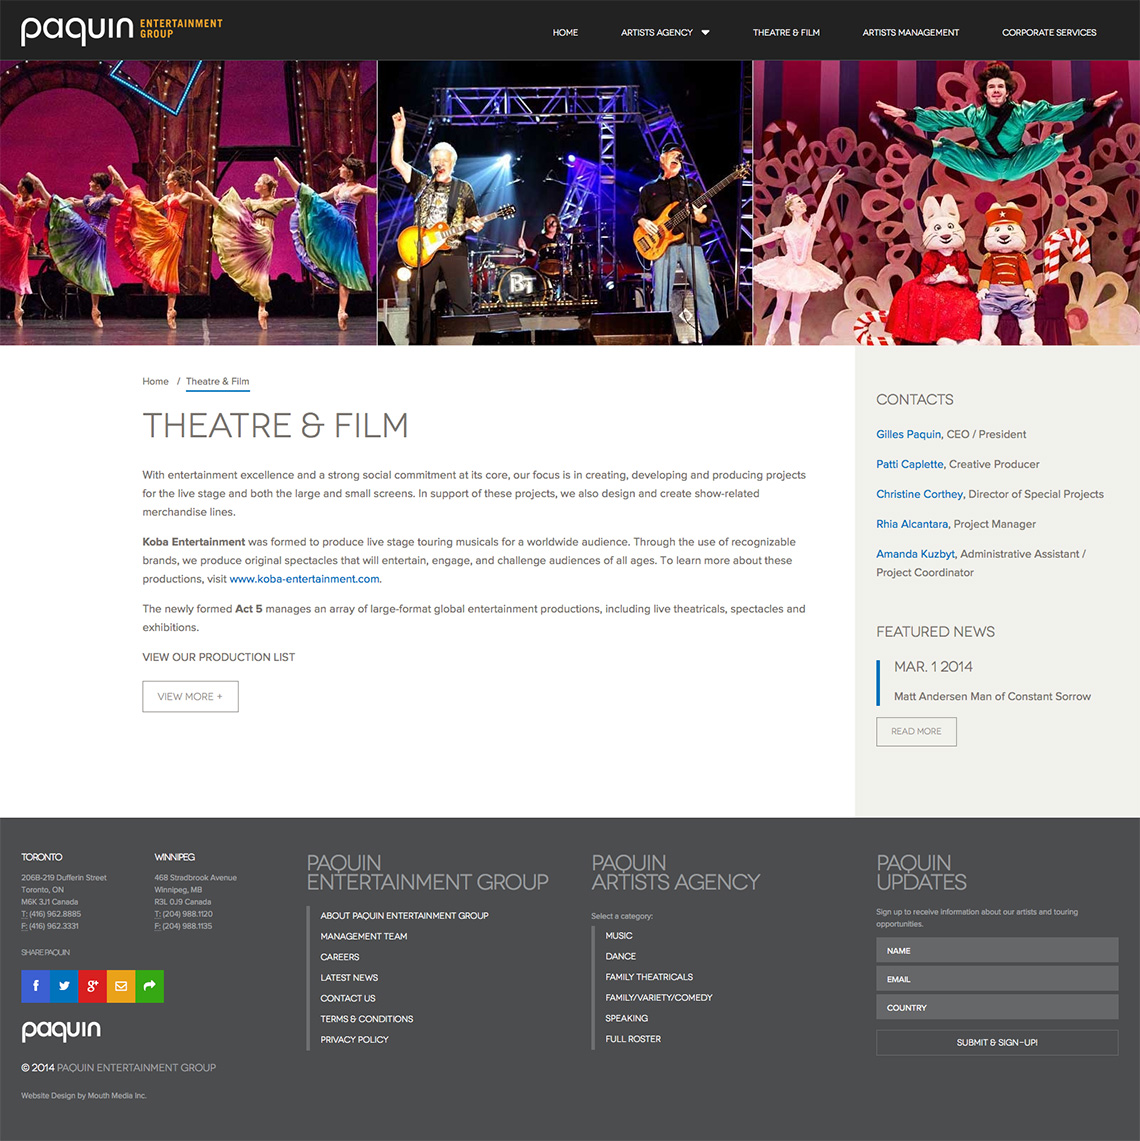 paquin ENTERTAINMENT GROUP
HOME
ARTISTS AGENCY
THEATRE & FILM
ARTISTS MANAGEMENT
CORPORATE SERVICES
BT
Home / Theatre & Film
THEATRE & FILM
With entertainment excellence and a strong social commitment at its core, our focus is in creating, developing and producing projects
for the live stage and both the large and small screens. In support of these projects, we also design and create show-related
merchandise lines.
Koba Entertainment was formed to produce live stage touring musicals for a worldwide audience. Through the use of recognizable
brands, we produce original spectacles that will entertain, engage, and challenge audiences of all ages. To learn more about these
productions, visit www.koba-entertainment.com.
The newly formed Act 5 manages an array of large-format global entertainment productions, including live theatricals, spectacles and
exhibitions.
VIEW OUR PRODUCTION LIST
VIEW MORE +
CONTACTS
Gilles Paquin, CEO / President
Patti Caplette, Creative Producer
Christine Corthey, Director of Special Projects
Rhia Alcantara, Project Manager
Amanda Kuzbyt, Administrative Assistant /
Project Coordinator
FEATURED NEWS
MAR. 1 2014
Matt Andersen Man of Constant Sorrow
READ MORE
TORONTO
206B-219 Dufferin Street
Toronto, ON
M6K 3J1 Canada
T: (416) 962.8885
F: (416) 962.3331
WINNIPEG
468 Stradbrook Avenue
Winnipeg, MB
R3L 0J9 Canada
T: (204) 988.1120
F: (204) 988.1135
SHARE PAQUIN
f
g+
paquin
© 2014 PAQUIN ENTERTAINMENT GROUP
Website Design by Mouth Media Inc.
PAQUIN
ENTERTAINMENT GROUP
ABOUT PAQUIN ENTERTAINMENT GROUP
MANAGEMENT TEAM
CAREERS
LATEST NEWS
CONTACT US
TERMS & CONDITIONS
PRIVACY POLICY
PAQUIN
ARTISTS AGENCY
Select a category:
MUSIC
DANCE
FAMILY THEATRICALS
FAMILY/VARIETY/COMEDY
SPEAKING
FULL ROSTER
PAQUIN
UPDATES
Sign up to receive information about our artists and touring
opportunities.
NAME
EMAIL
COUNTRY
SUBMIT & SIGN-UP!